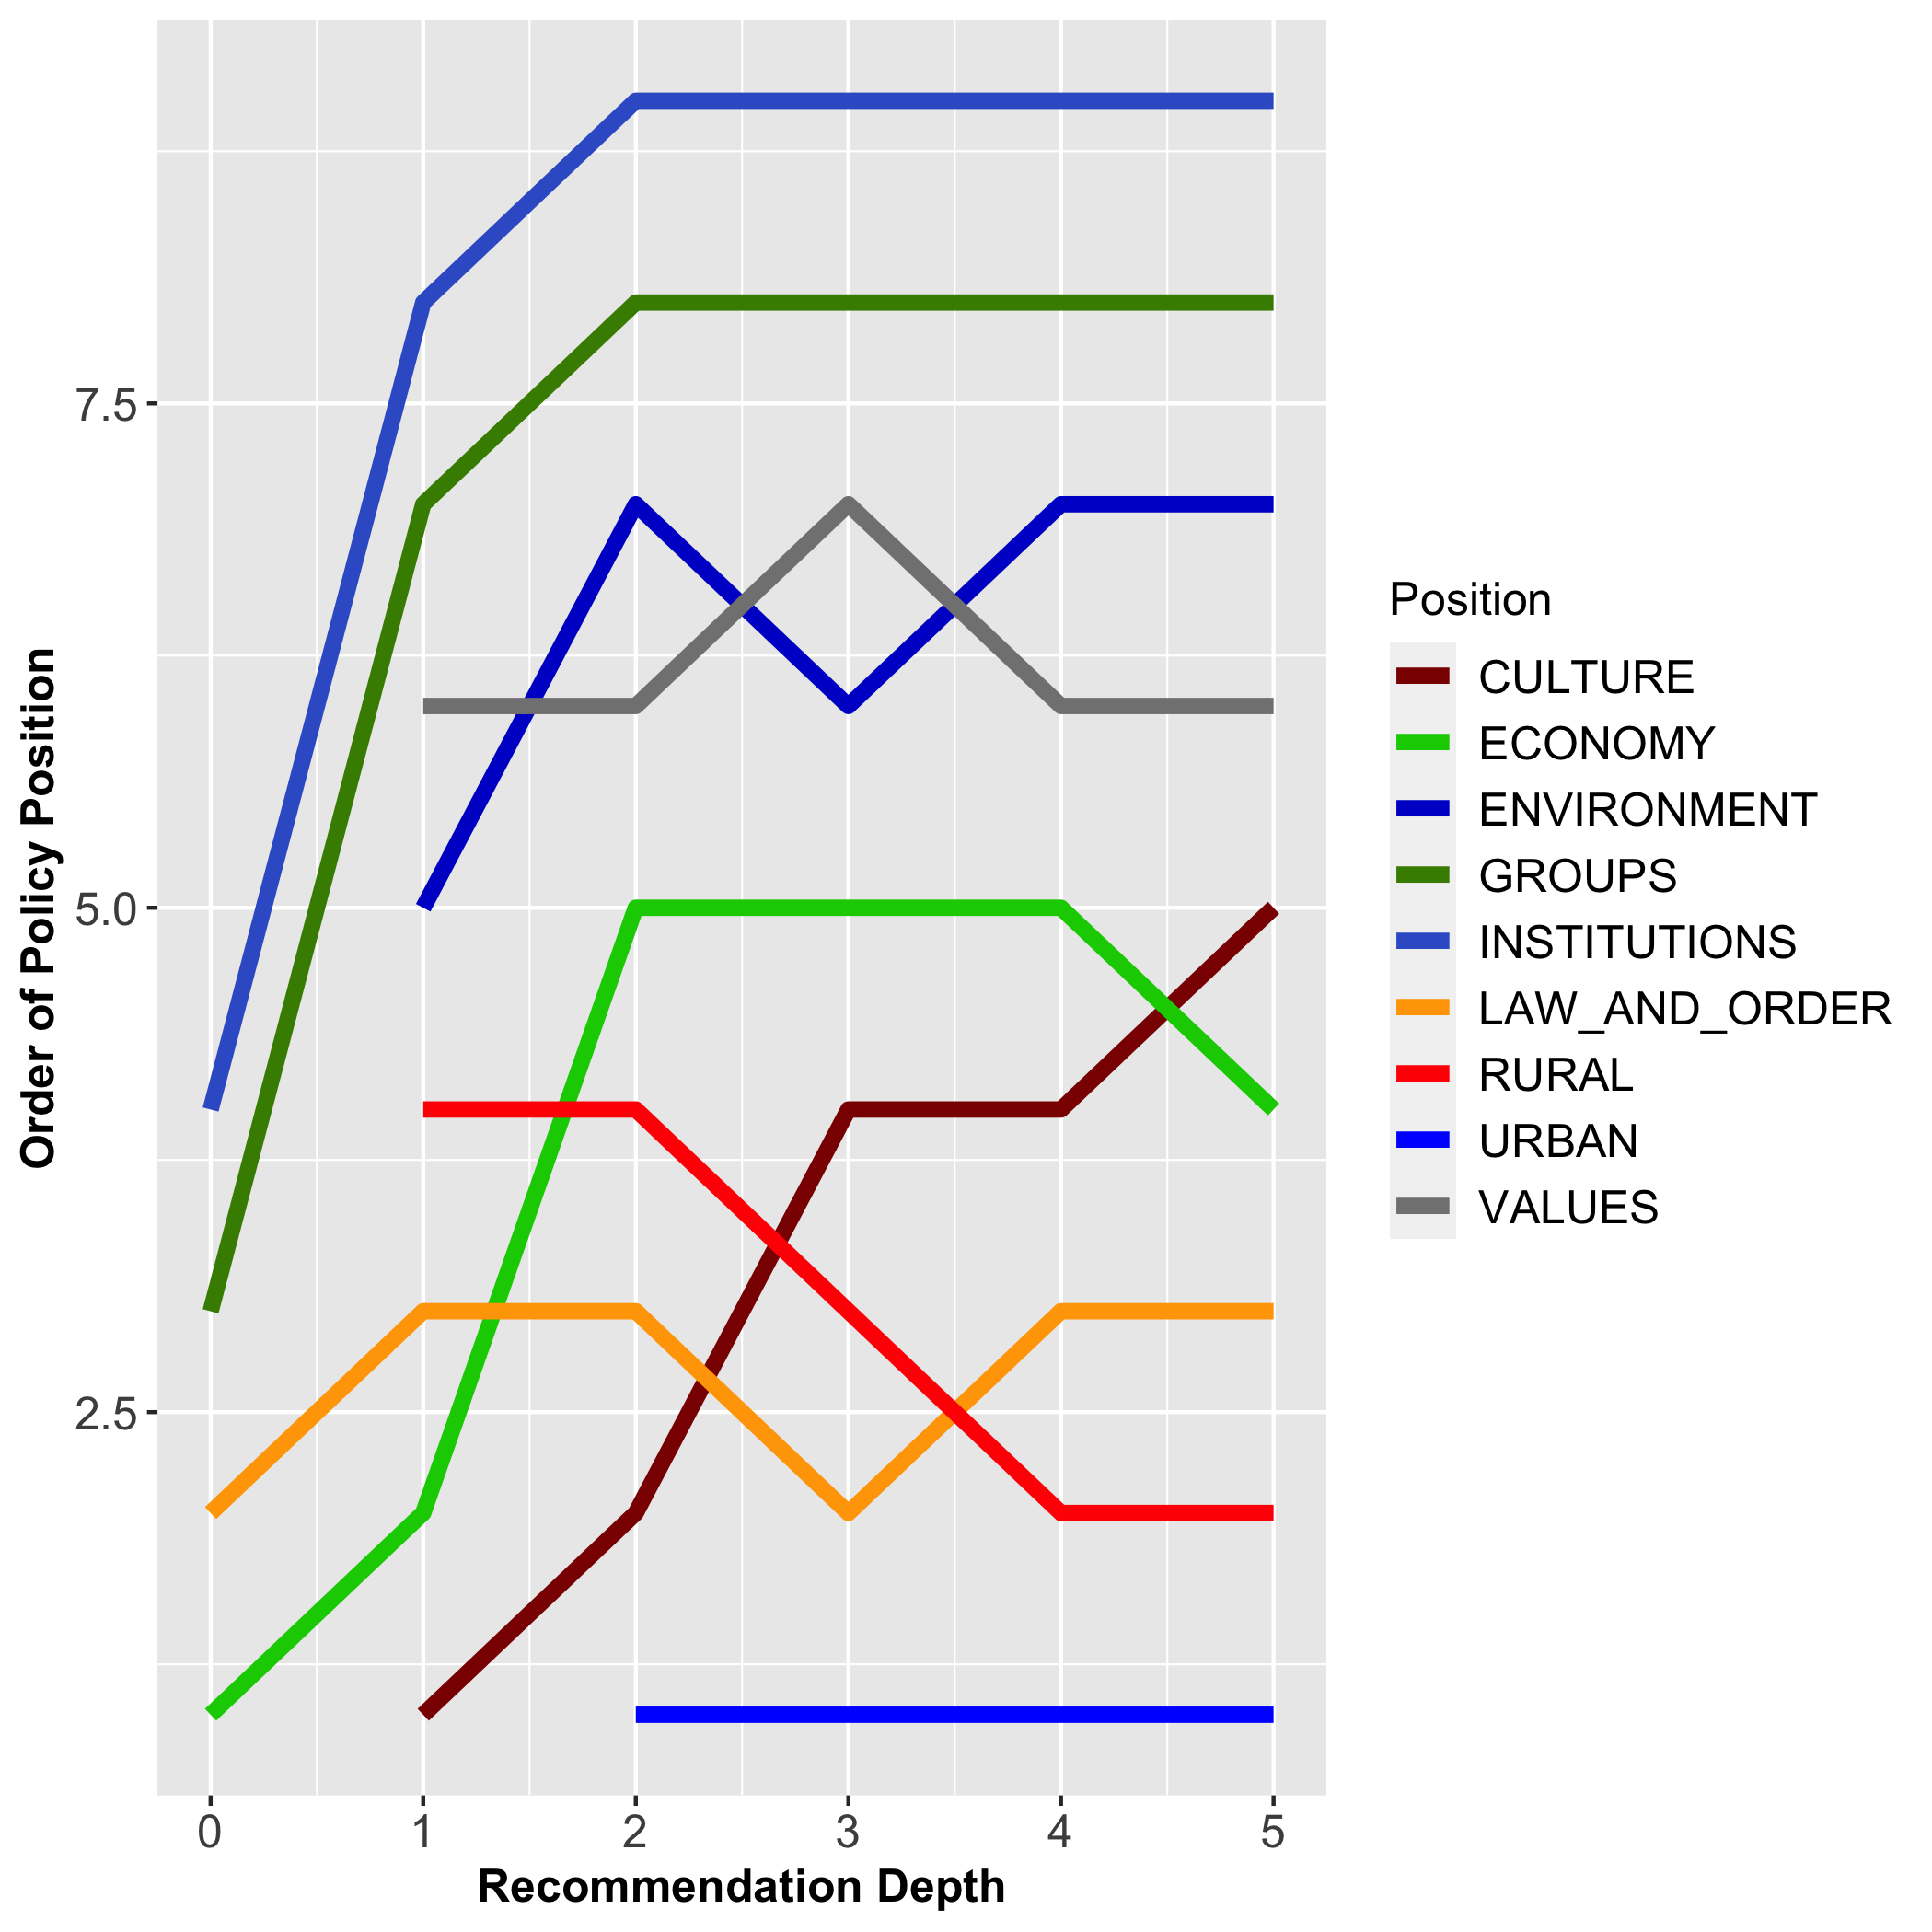 Order of Policy Position
7.5
5.0
2.5
0 1 2 3 4 5
Recommendation Depth
Position
CULTURE
ECONOMY
ENVIRONMENT
GROUPS
INSTITUTIONS
LAW_AND_ORDER
RURAL
URBAN
VALUES